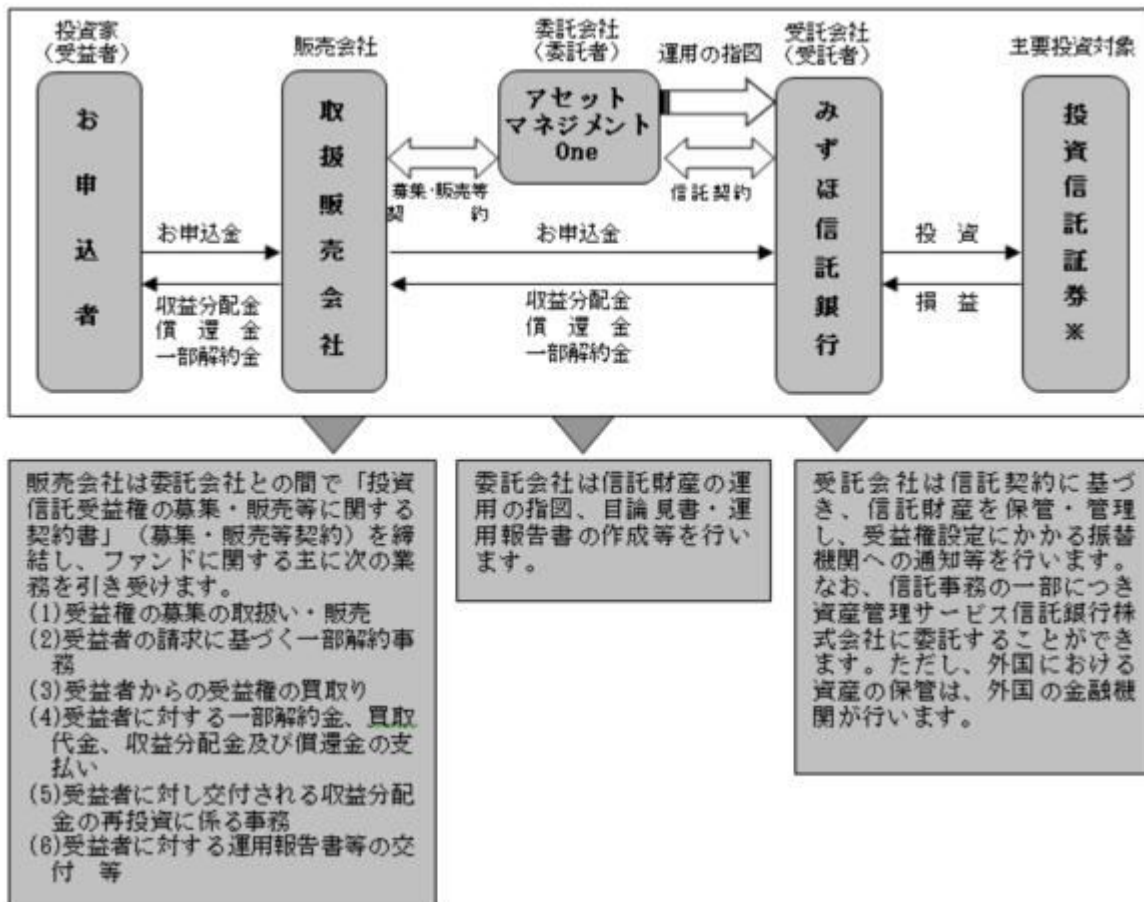 投資家
（受益者）
販売会社
委託会社
（委託者）
運用の指図
受託会社
（受託者）
主要投資対象
お申込者
取扱販売会社
アセット
マネジメント
One
みずほ信託銀行
投資信託証券※
募集・販売等
契　約
信託契約
お申込金
お申込金
投　資
収益分配金
償　還　金
一部解約金
収益分配金
償　還　金
一部解約金
損　益
販売会社は委託会社との間で「投資
信託受益権の募集・販売等に関する
契約書」（募集・販売等契約）を締
結し、ファンドに関する主に次の業
務を引き受けます。
(1)受益権の募集の取扱い・販売
(2)受益者の請求に基づく一部解約事
務
(3)受益者からの受益権の買取り
(4)受益者に対する一部解約金、買取
代金、収益分配金及び償還金の支
払い
(5)受益者に対し交付される収益分配
金の再投資に係る事務
(6)受益者に対する運用報告書等の交
付　等
委託会社は信託財産の運
用の指図、目論見書・運
用報告書の作成等を行い
ます。
受託会社は信託契約に基づ
き、信託財産を保管・管理
し、受益権設定にかかる振替
機関への通知等を行います。
なお、信託事務の一部につき
資産管理サービス信託銀行株
式会社に委託することができ
ます。ただし、外国における
資産の保管は、外国の金融機
関が行います。